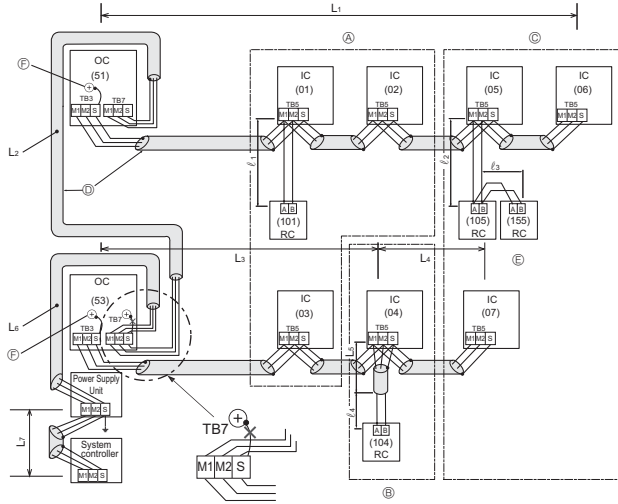 L1
Ⓐ
Ⓒ
OC
(51)
Ⓕ
TB3
TB7
M1 M2 S
M1 M2 S
IC
(01)
TB5
M1 M2 S
IC
(02)
TB5
M1 M2 S
IC
(05)
TB5
M1 M2 S
IC
(06)
TB5
M1 M2 S
L2
Ⓓ
ℓ1
ℓ2
ℓ3
A B
(101)
RC
A B
(105)
RC
A B
(155)
RC
Ⓔ
L3
L4
OC
(53)
Ⓕ
TB3
TB7
M1 M2 S
M1 M2 S
IC
(03)
TB5
M1 M2 S
IC
(04)
TB5
M1 M2 S
IC
(07)
TB5
M1 M2 S
L6
L5
ℓ4
Power Supply
Unit
M1 M2 S
L7
System
controller
M1 M2 S
TB7
M1 M2 S
A B
(104)
RC
Ⓑ